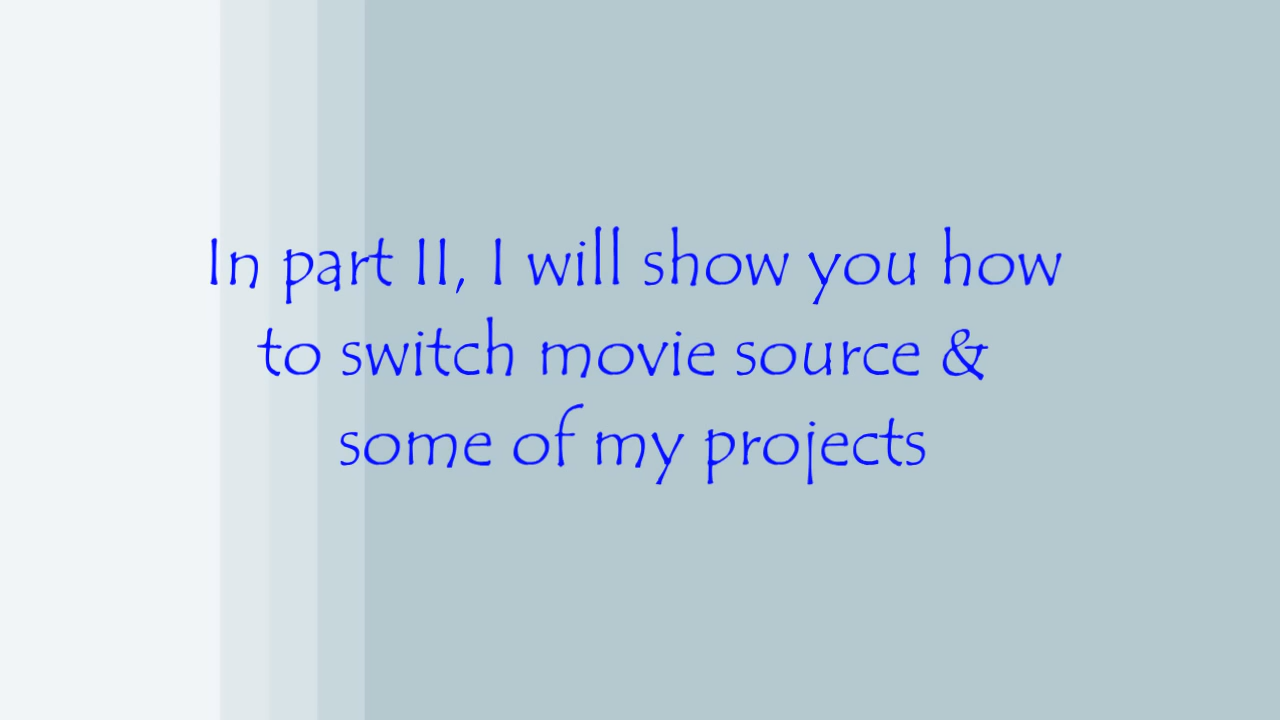 In part II, I will show you how
to switch movie source &
some of my projects